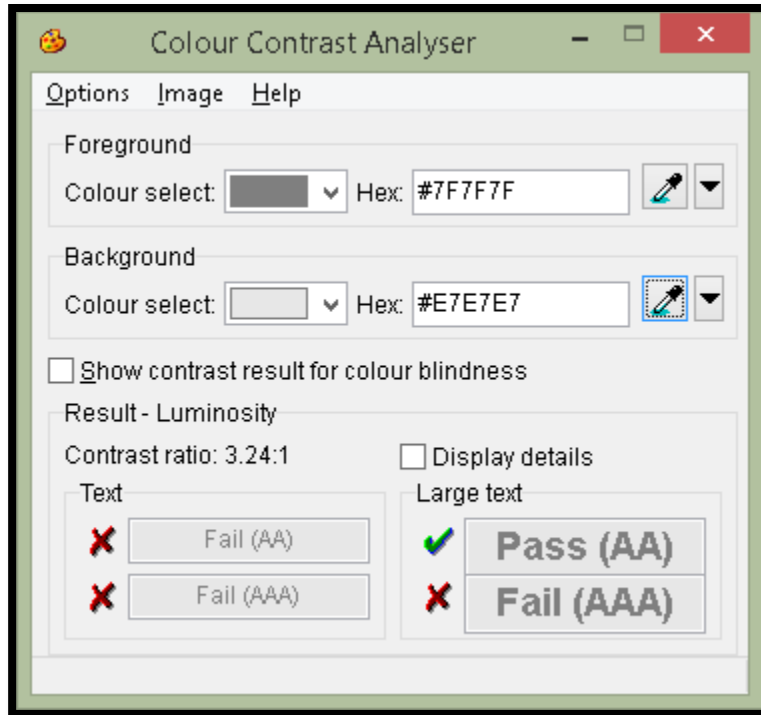 Colour Contrast Analyser
Options Image Help
Foreground
Colour select: Hex: #7F7F7F
Background
Colour select: Hex: #E7E7E7
Show contrast result for colour blindness
Result - Luminosity
Contrast ratio: 3.24:1 Display details
Text Large text
Fail (AA) Pass (AA)
Fail (AAA) Fail (AAA)